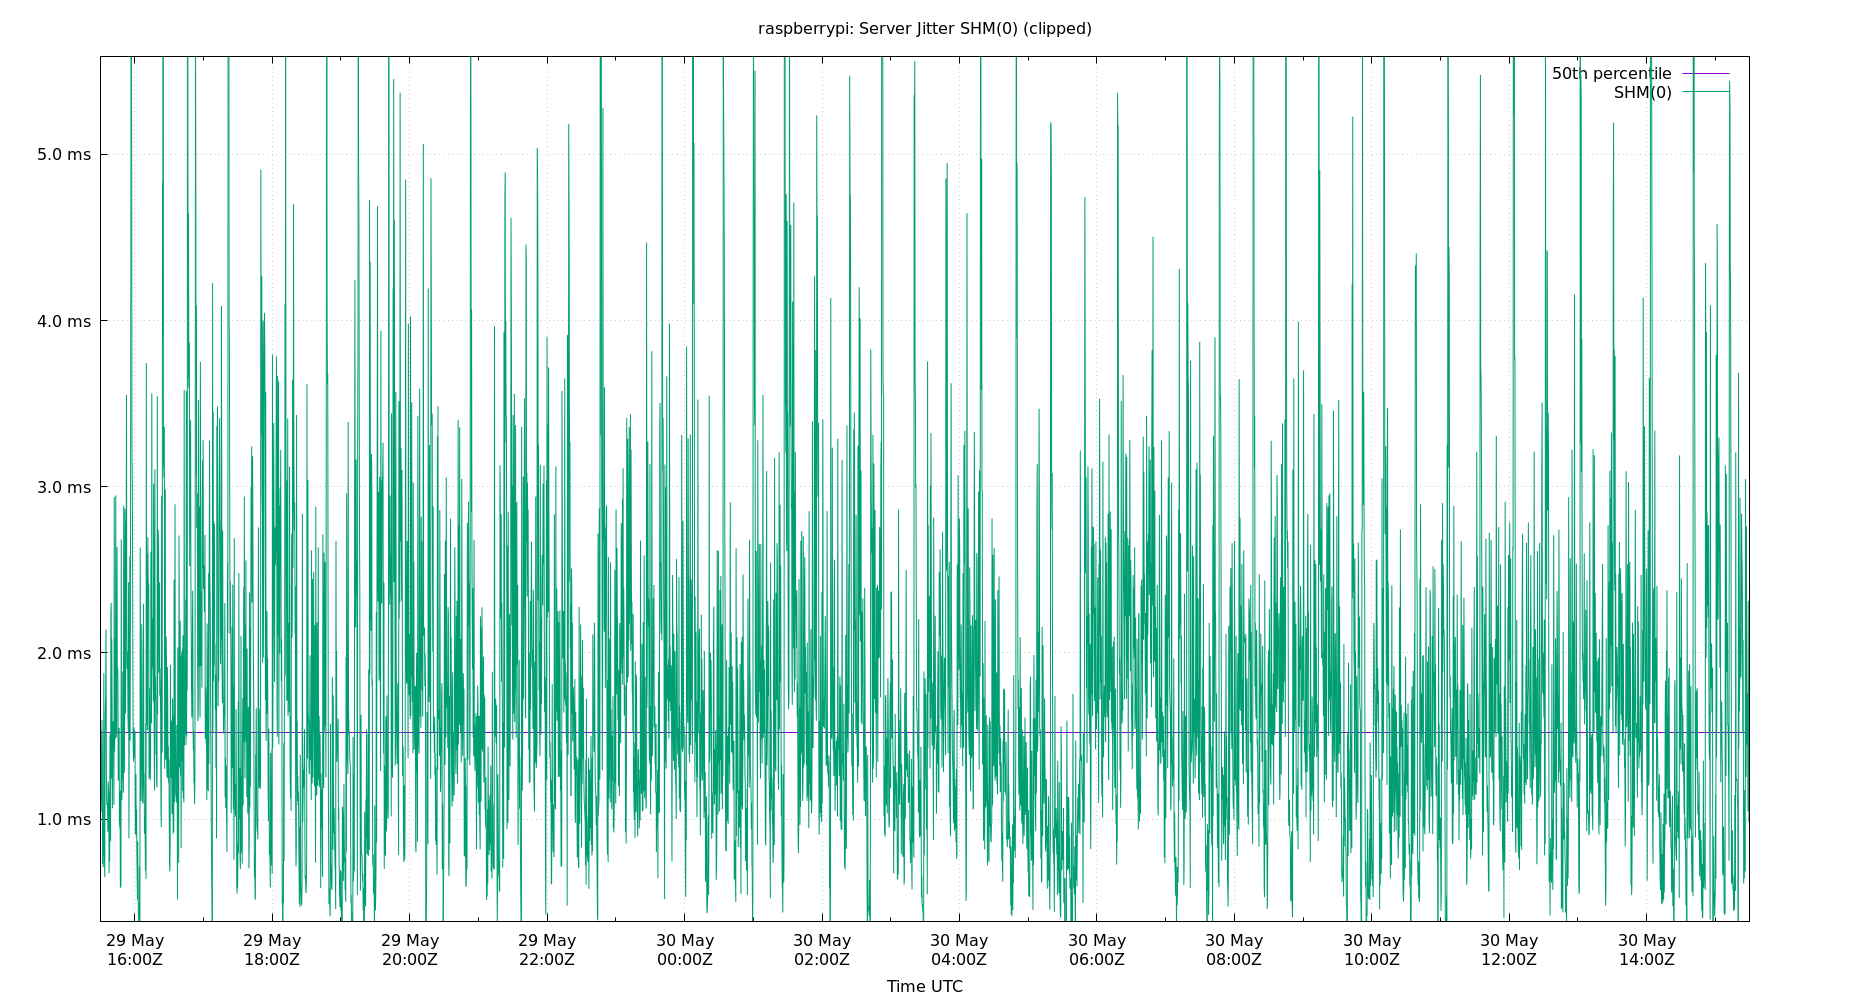 raspberrypi: Server Jitter SHM(0) (clipped)
50th percentile
SHM(0)
5.0 ms
4.0 ms
3.0 ms
2.0 ms
1.0 ms
29 May 29 May 29 May 29 May 30 May 30 May 30 May 30 May 30 May 30 May 30 May 30 May
16:00Z 18:00Z 20:00Z 22:00Z 00:00Z 02:00Z 04:00Z 06:00Z 08:00Z 10:00Z 12:00Z 14:00Z
Time UTC